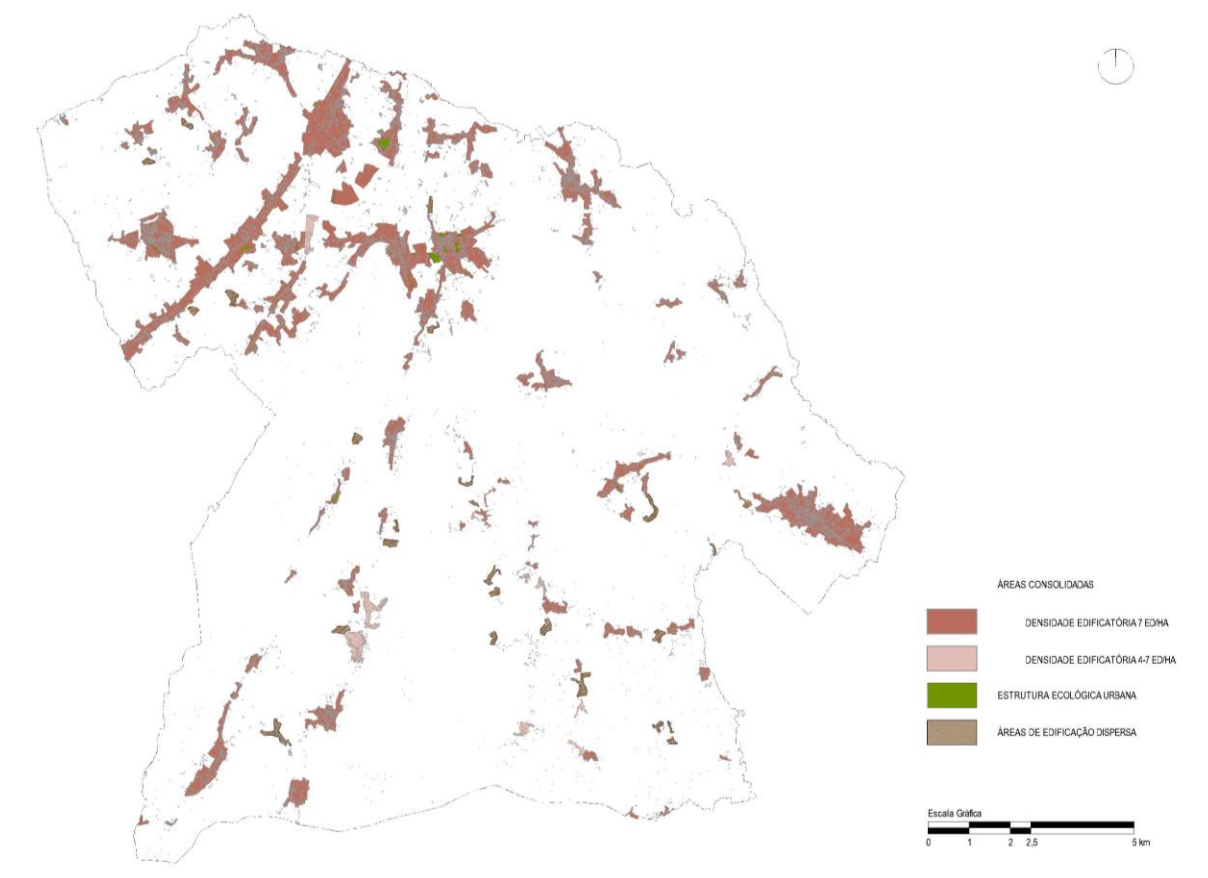 ÁREAS CONSOLIDADAS
DENSIDADE EDIFICATÓRIA 7 ED/HA
DENSIDADE EDIFICATÓRIA 4-7 ED/HA
ESTRUTURA ECOLÓGICA URBANA
ÁREAS DE EDIFICAÇÃO DISPERSA
Escala Gráfica
0 1 2 2,5 5 km